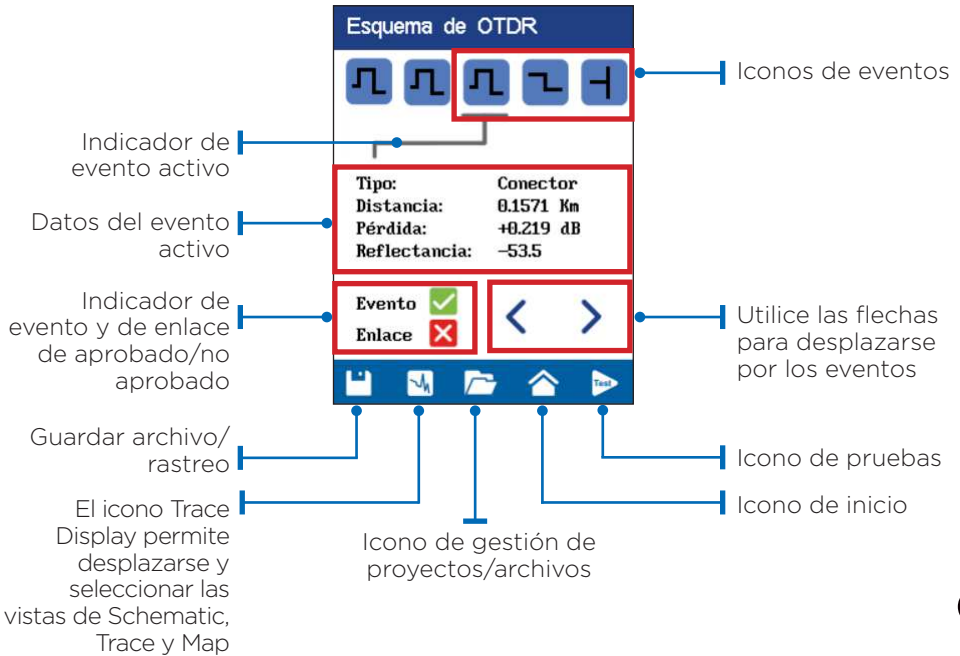 Esquema de OTDR
Iconos de eventos
Indicador de
evento activo
Datos del evento
activo
Tipo: Conector
Distancia: 0.1571 Km
Pérdida: +0.219 dB
Reflectancia: -53.5
Indicador de
evento y de enlace
de aprobado/no
aprobado
Evento
Enlace
Utilice las flechas
para desplazarse
por los eventos
Test
Guardar archivo/
rastreo
El icono Trace
Display permite
desplazarse y
seleccionar las
vistas de Schematic,
Trace y Map
Icono de gestión de
proyectos/archivos
Icono de pruebas
Icono de inicio